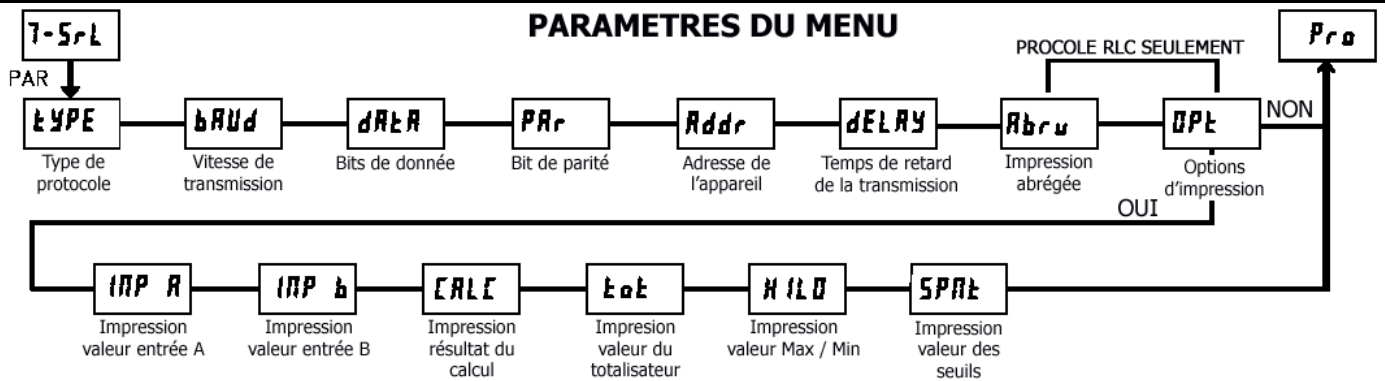 PARAMETRES DU MENU
7-SrL
Pro
PROCOLE RLC SEULEMENT
PAR
tYPE
bAUd
dAtA
PAr
Addr
dELAY
Abrv
OPt
NON
Type de
protocole
Vitesse de
transmission
Bits de donnée
Bit de parité
Adresse de
l'appareil
Temps de retard
de la transmission
Impression
abrégée
Options
d'impression
OUI
INP A
INP b
CALC
tot
HILO
SPNt
Impression
valeur entrée A
Impression
valeur entrée B
Impression
résultat du
calcul
Impresion
valeur du
totalisateur
Impression
valeur Max / Min
Impression
valeur des
seuils